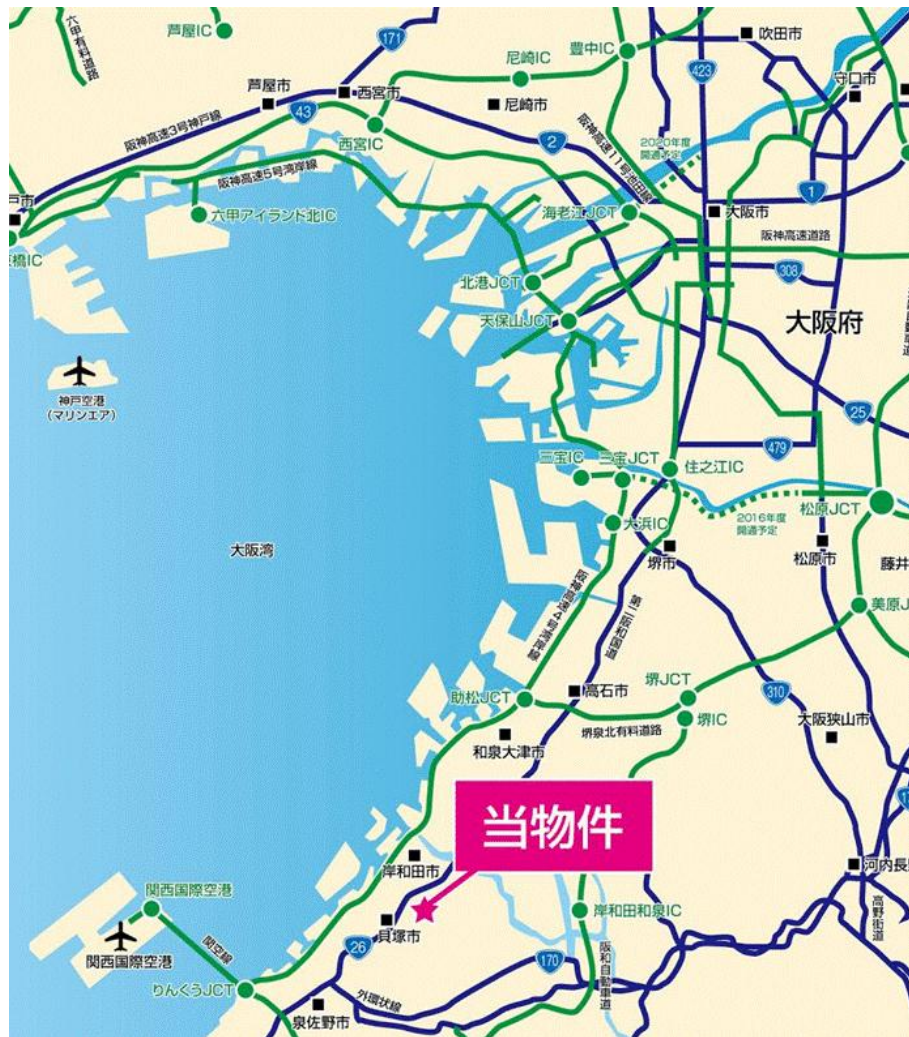 六甲有料道路
芦屋IC
171
尼崎IC
豊中IC
吹田市
423
守口市
芦屋市
西宮市
尼崎市
43
西宮IC
2
阪神高速3号神戸線
阪神高速5号湾岸線
阪神高速11号池田線
2020年度
開通予定
1
戸市
六甲アイランド北IC
海老江JCT
大阪市
橋IC
阪神高速道路
北港JCT
308
天保山JCT
大阪府
神戸空港
(マリンエア)
25
479
三宝IC
三宝JCT
住之江IC
松原JCT
大浜IC
2016年度
開通予定
大阪湾
堺市
松原市
藤井
阪神高速4号湾岸線
第二阪和国道
美原J
助松JCT
高石市
堺JCT
堺IC
310
大阪狭山市
堺泉北有料道路
和泉大津市
当物件
岸和田市
河内長
関西国際空港
岸和田和泉IC
高野街道
貝塚市
関空線
関西国際空港
26
170
阪和自動車道
りんくうJCT
外環状線
泉佐野市